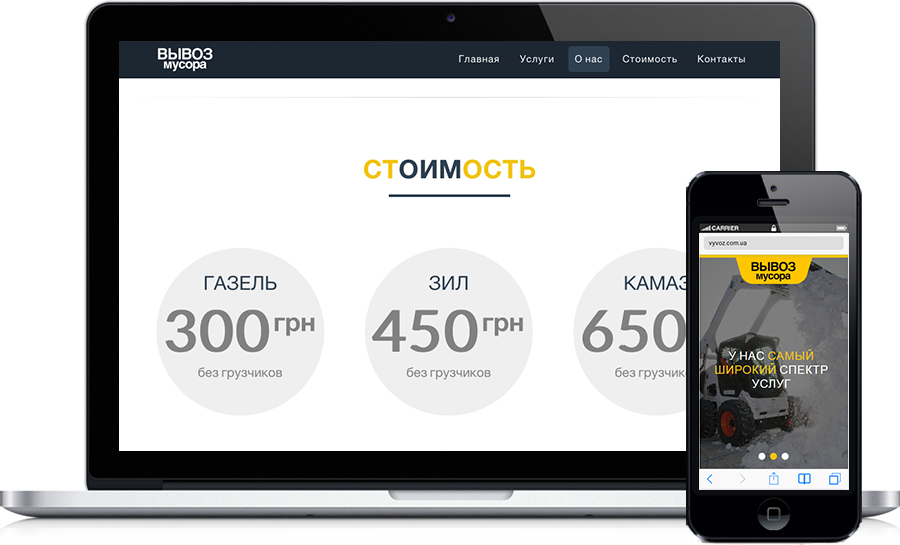 ВЫВОЗ
мусора
Главная
Услуги
О нас
Стоимость
Контакты
СТОИМОСТЬ
ГАЗЕЛЬ
300 грн
без грузчиков
ЗИЛ
450 грн
без грузчиков
КАМАЗ
650
без грузчик
CARRIER
vyvoz.com.ua
ВЫВОЗ
мусора
У НАС САМЫЙ
ШИРОКИЙ СПЕКТР
УСЛУГ